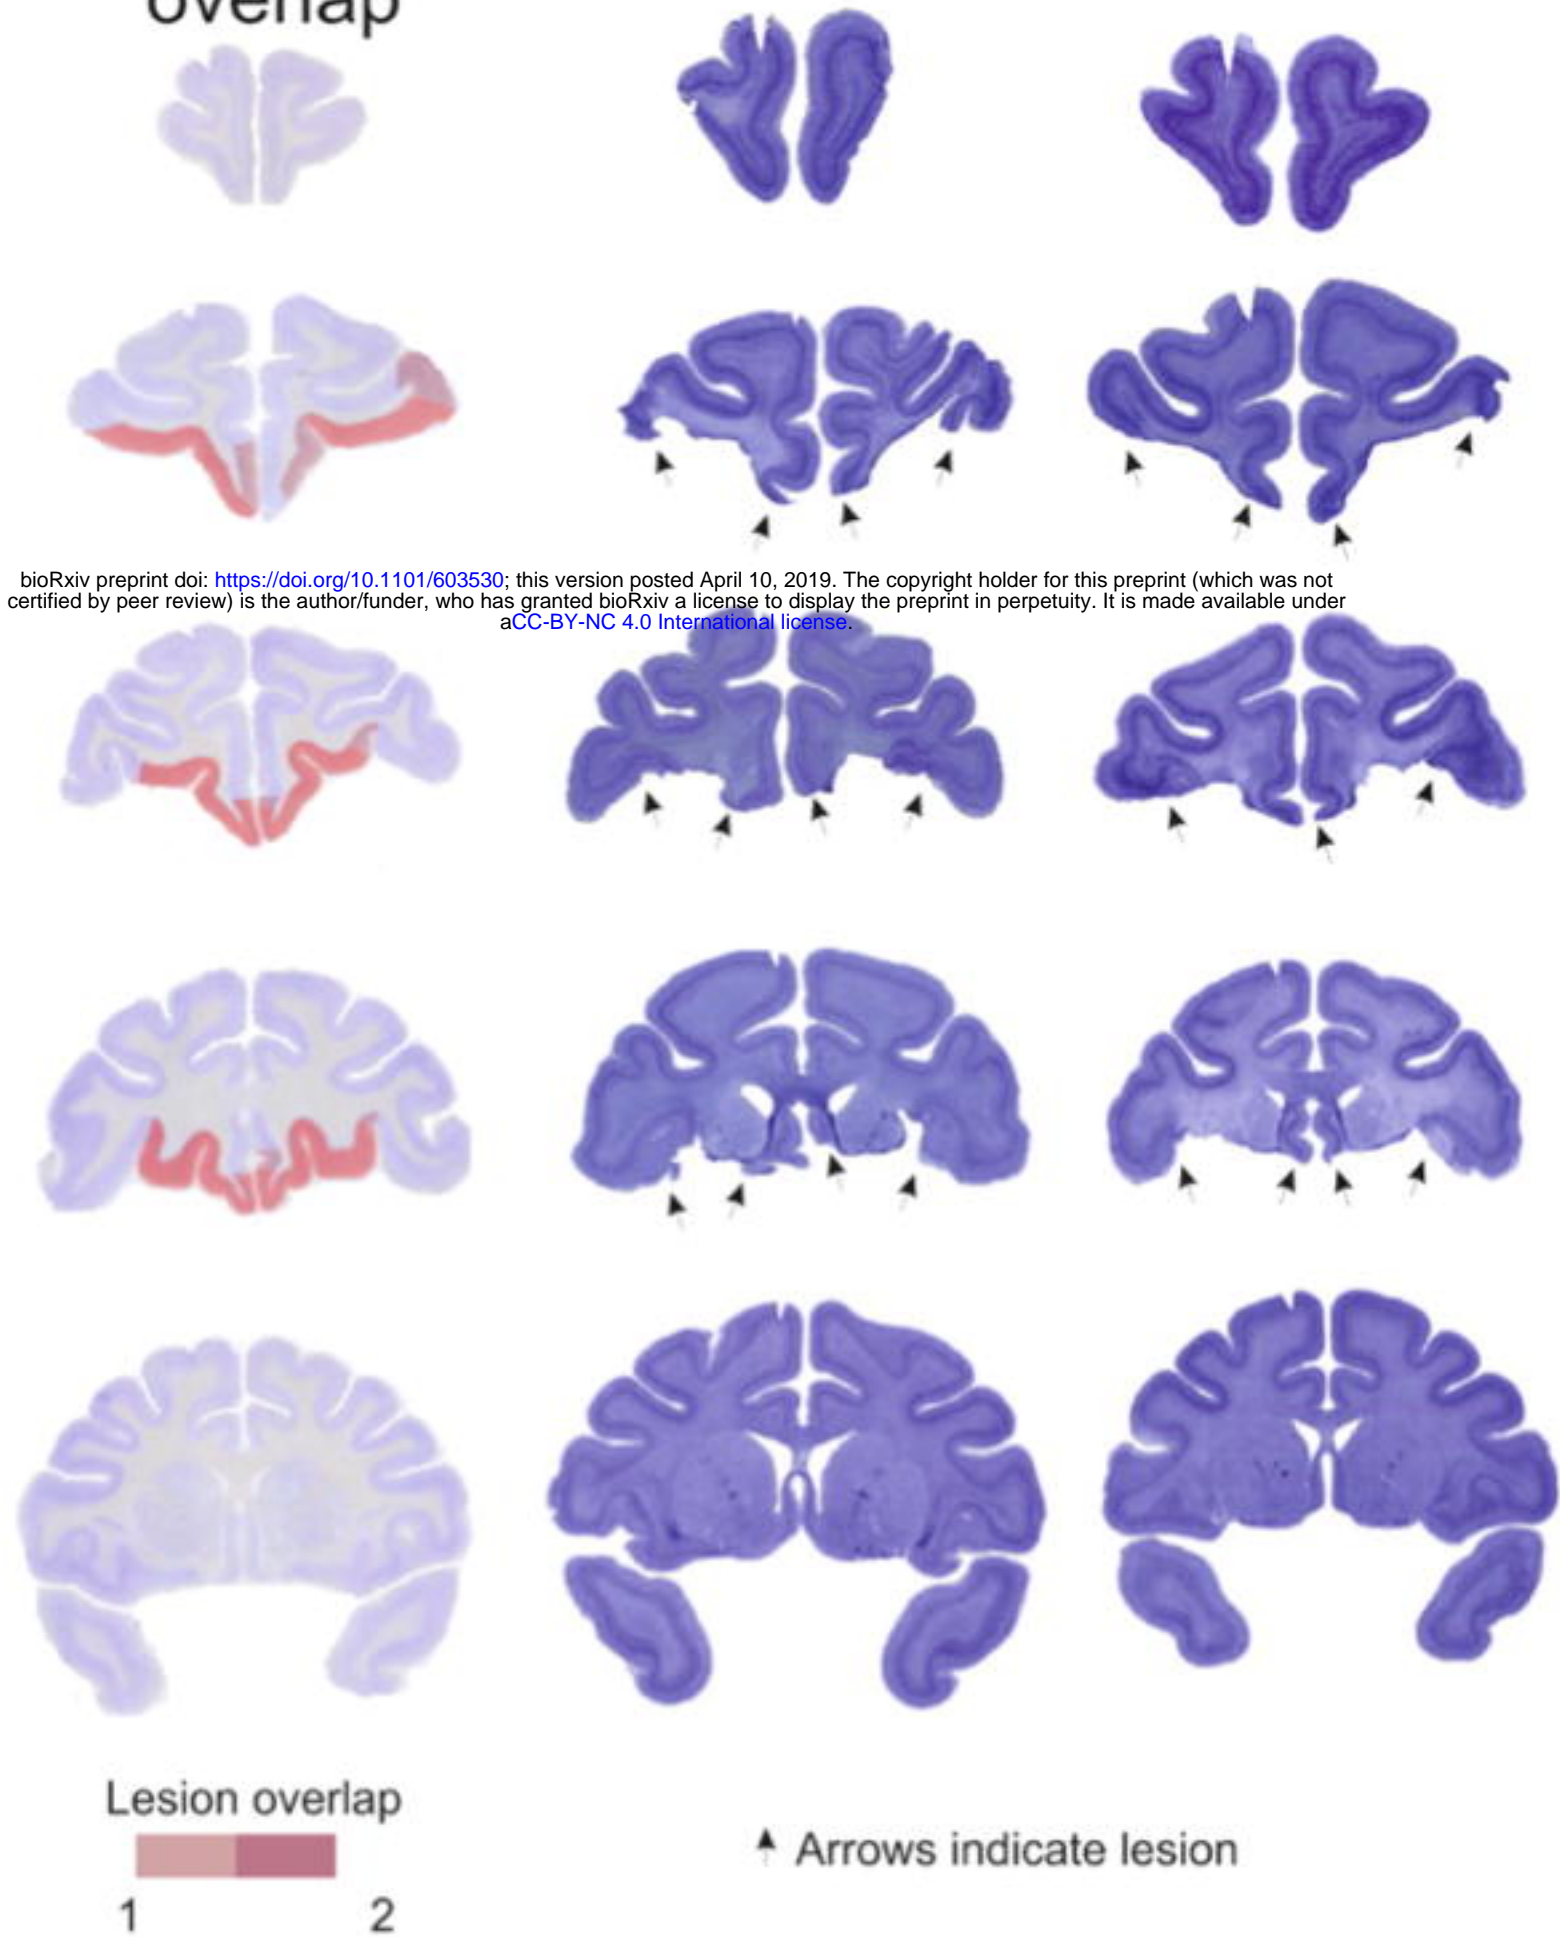 overlap
bioRxiv preprint doi: https://doi.org/10.1101/603530; this version posted April 10, 2019. The copyright holder for this preprint (which was not
certified by peer review) is the author/funder, who has granted bioRxiv a license to display the preprint in perpetuity. It is made available under
aCC-BY-NC 4.0 International license.
Lesion overlap
1 2
Arrows indicate lesion